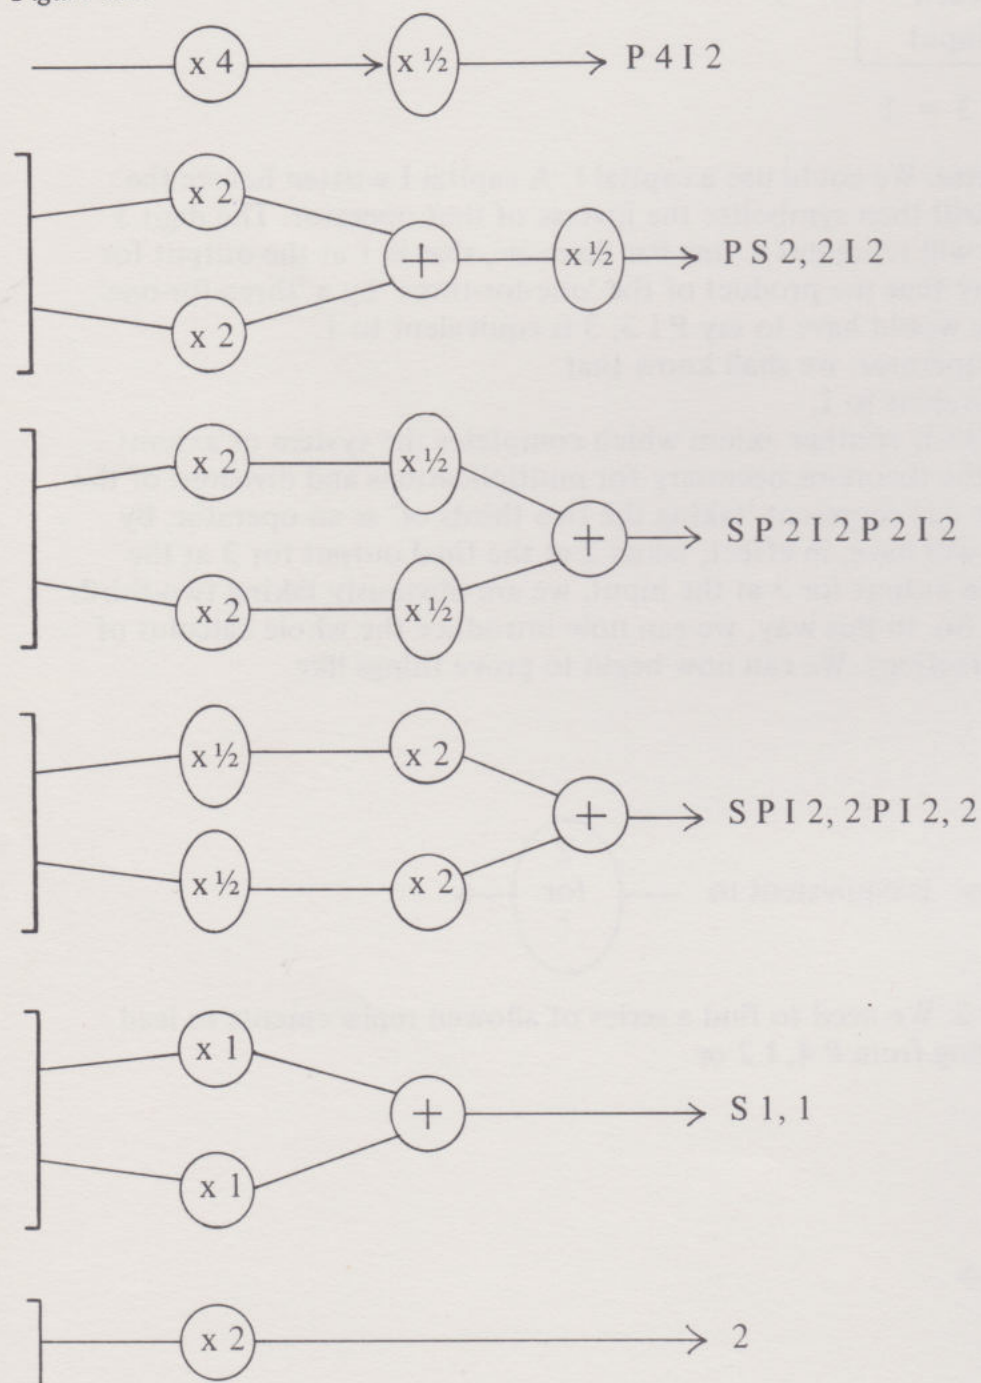 x 4 x ½ P 4 I 2
x 2
+ x ½ P S 2, 2 I 2
x 2
x 2 x ½
+ S P 2 I 2 P 2 I 2
x 2 x ½
x ½ x 2
+ S P I 2, 2 P I 2, 2
x ½ x 2
x 1
+ S 1, 1
x 1
x 2 2